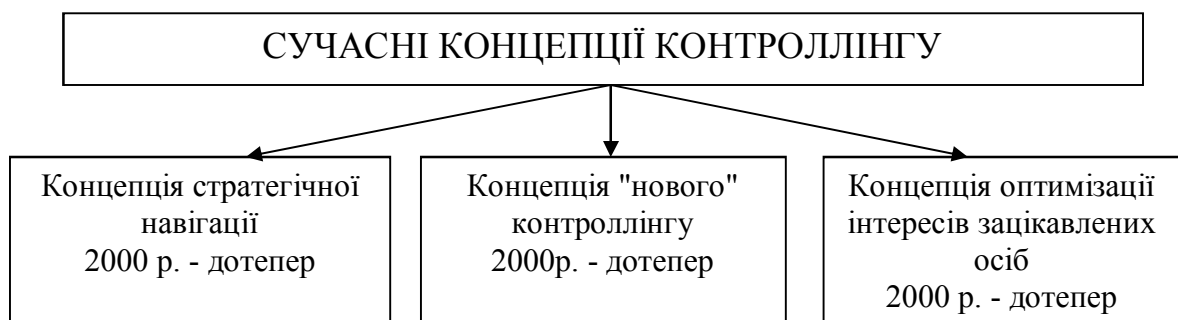 СУЧАСНІ КОНЦЕПЦІЇ КОНТРОЛЛІНГУ
Концепція стратегічної
навігації
2000 р. - дотепер
Концепція "нового"
контроллінгу
2000р. - дотепер
Концепція оптимізації
інтересів зацікавлених
осіб
2000 р. - дотепер